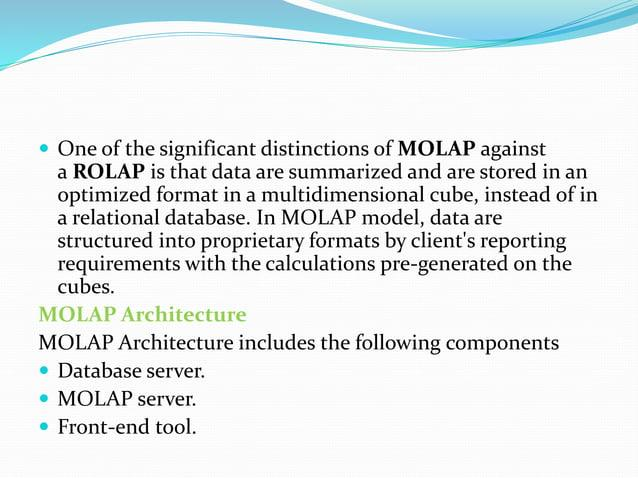 One of the significant distinctions of MOLAP against
a ROLAP is that data are summarized and are stored in an
optimized format in a multidimensional cube, instead of in
a relational database. In MOLAP model, data are
structured into proprietary formats by client's reporting
requirements with the calculations pre-generated on the
cubes.
MOLAP Architecture
MOLAP Architecture includes the following components
Database server.
MOLAP server.
Front-end tool.